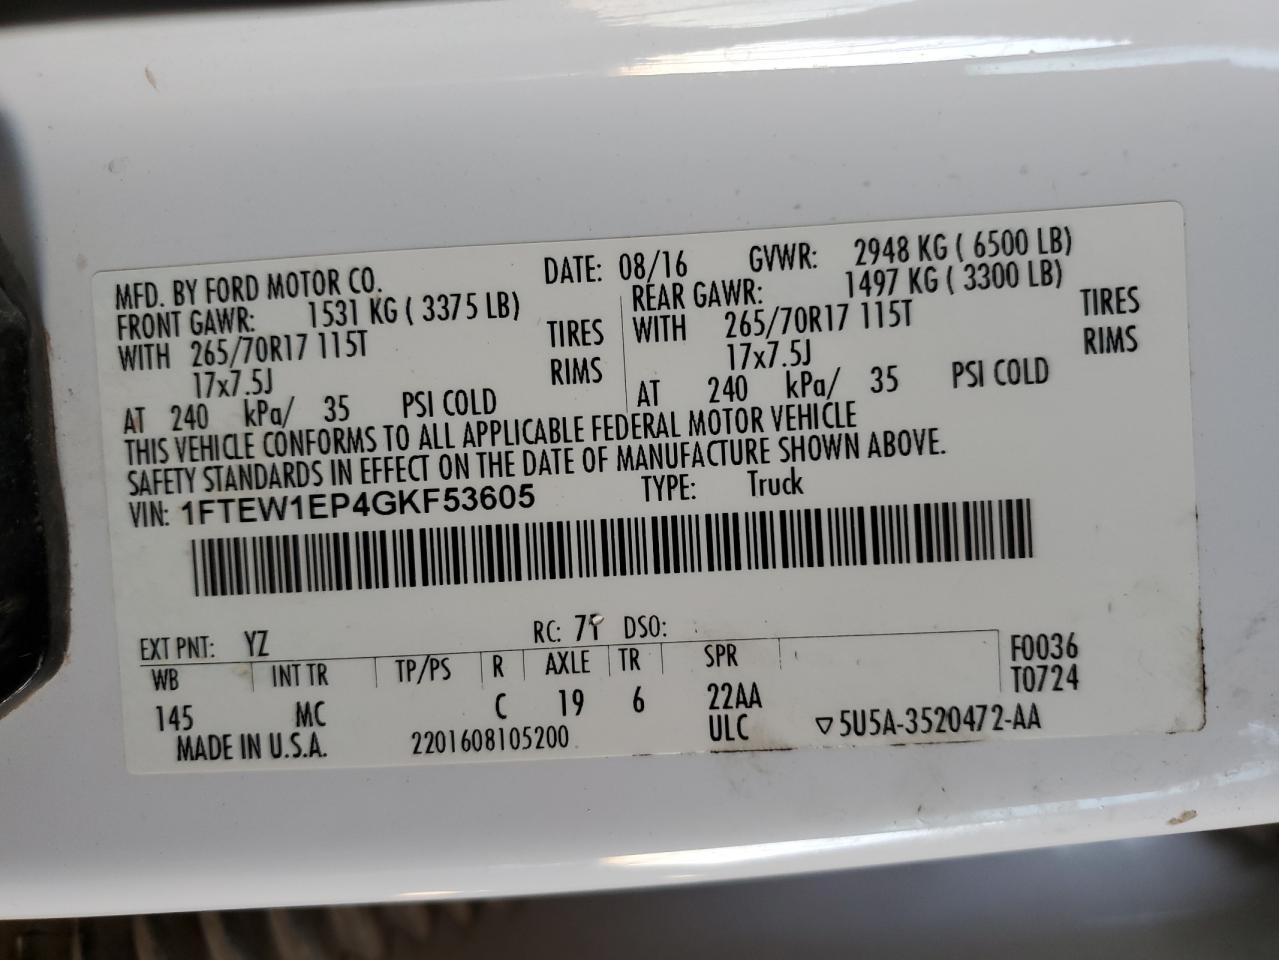 MFD. BY FORD MOTOR CO. DATE: 08/16 GVWR: 2948 KG ( 6500 LB)
FRONT GAWR: 1531 KG ( 3375 LB) REAR GAWR: 1497 KG ( 3300 LB)
WITH 265/70R17 115T TIRES WITH 265/70R17 115T TIRES
17x7.5J RIMS 17x7.5J RIMS
AT 240 kPa/ 35 PSI COLD AT 240 kPa/ 35 PSI COLD
THIS VEHICLE CONFORMS TO ALL APPLICABLE FEDERAL MOTOR VEHICLE
SAFETY STANDARDS IN EFFECT ON THE DATE OF MANUFACTURE SHOWN ABOVE.
VIN: 1FTEW1EP4GKF53605 TYPE: Truck
EXT PNT: YZ RC: DSO: F0036
WB INT TR TP/PS R AXLE TR SPR T0724
145 MC C 19 6 22AA
MADE IN U.S.A. 2201608105200 ULC ▽5U5A-3520472-AA